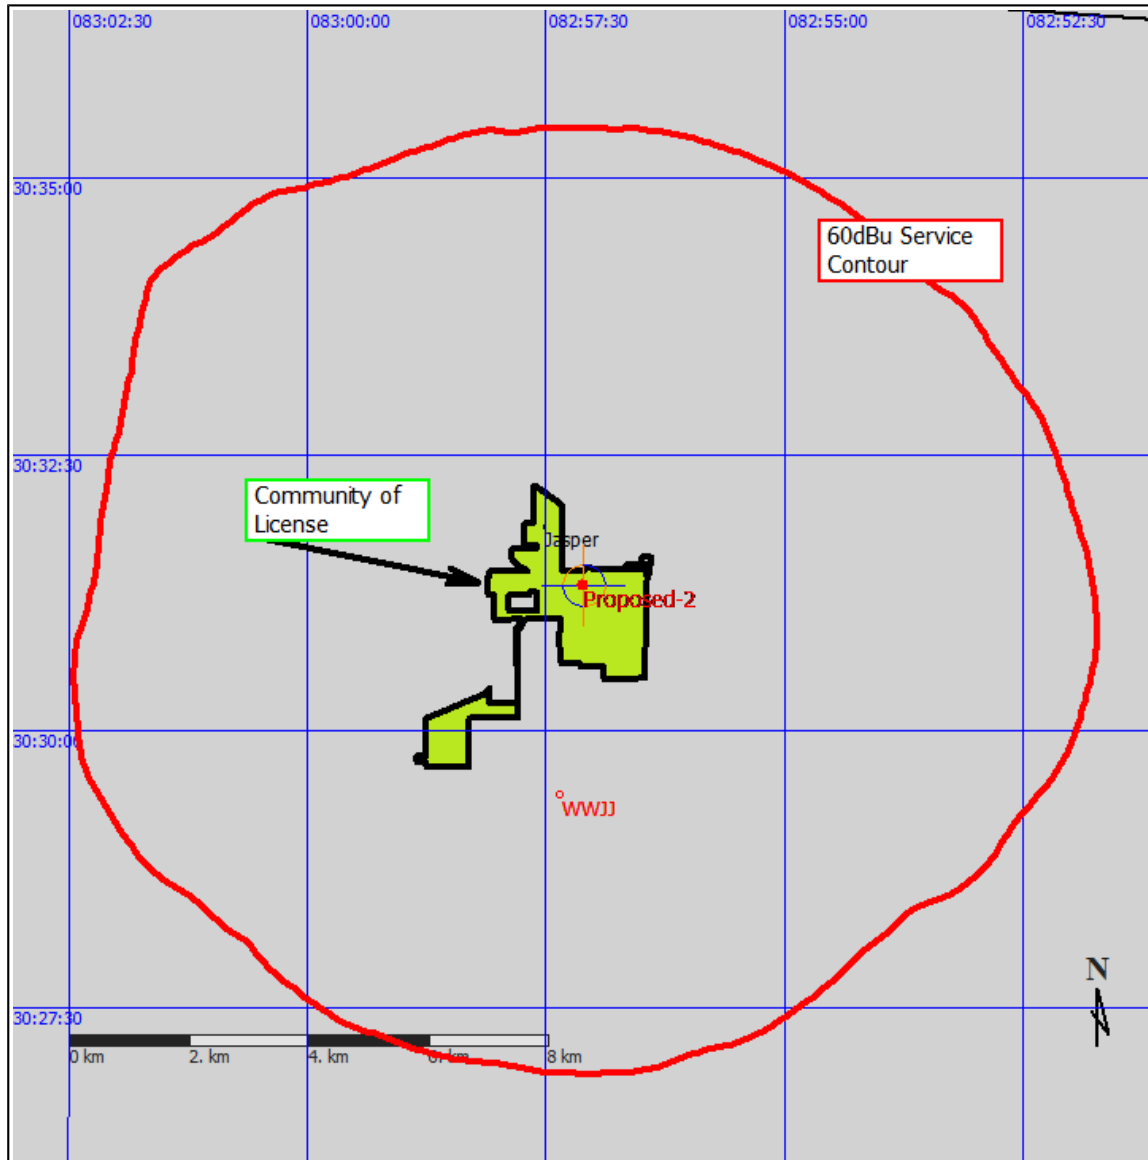 083:02:30
083:00:00
082:57:30
082:55:00
082:52:30
30:35:00
60dBu Service
Contour
30:32:30
Community of
License
Jasper
Proposed-2
30:30:00
WWJJ
N
30:27:30
0 km
2. km
4. km
6. km
8 km